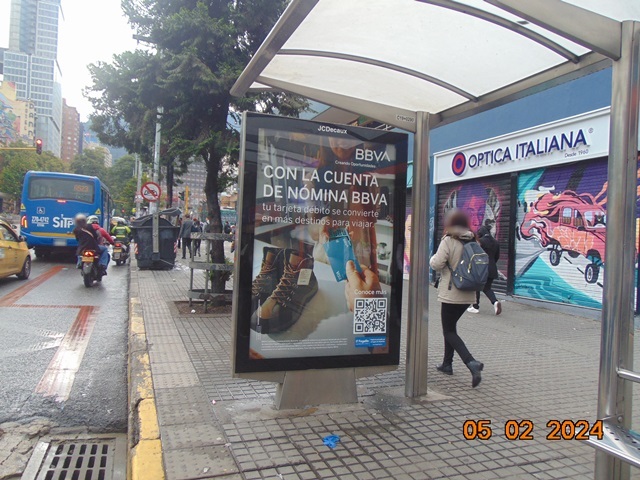 JCDecaux
BBVA
Creando Oportunidades
CON LA CUENTA
DE NÓMINA BBVA
tu tarjeta débito se convierte
en más destinos para viajar
Conoce más
OPTICA ITALIANA
Desde
SITP
05 02 2024